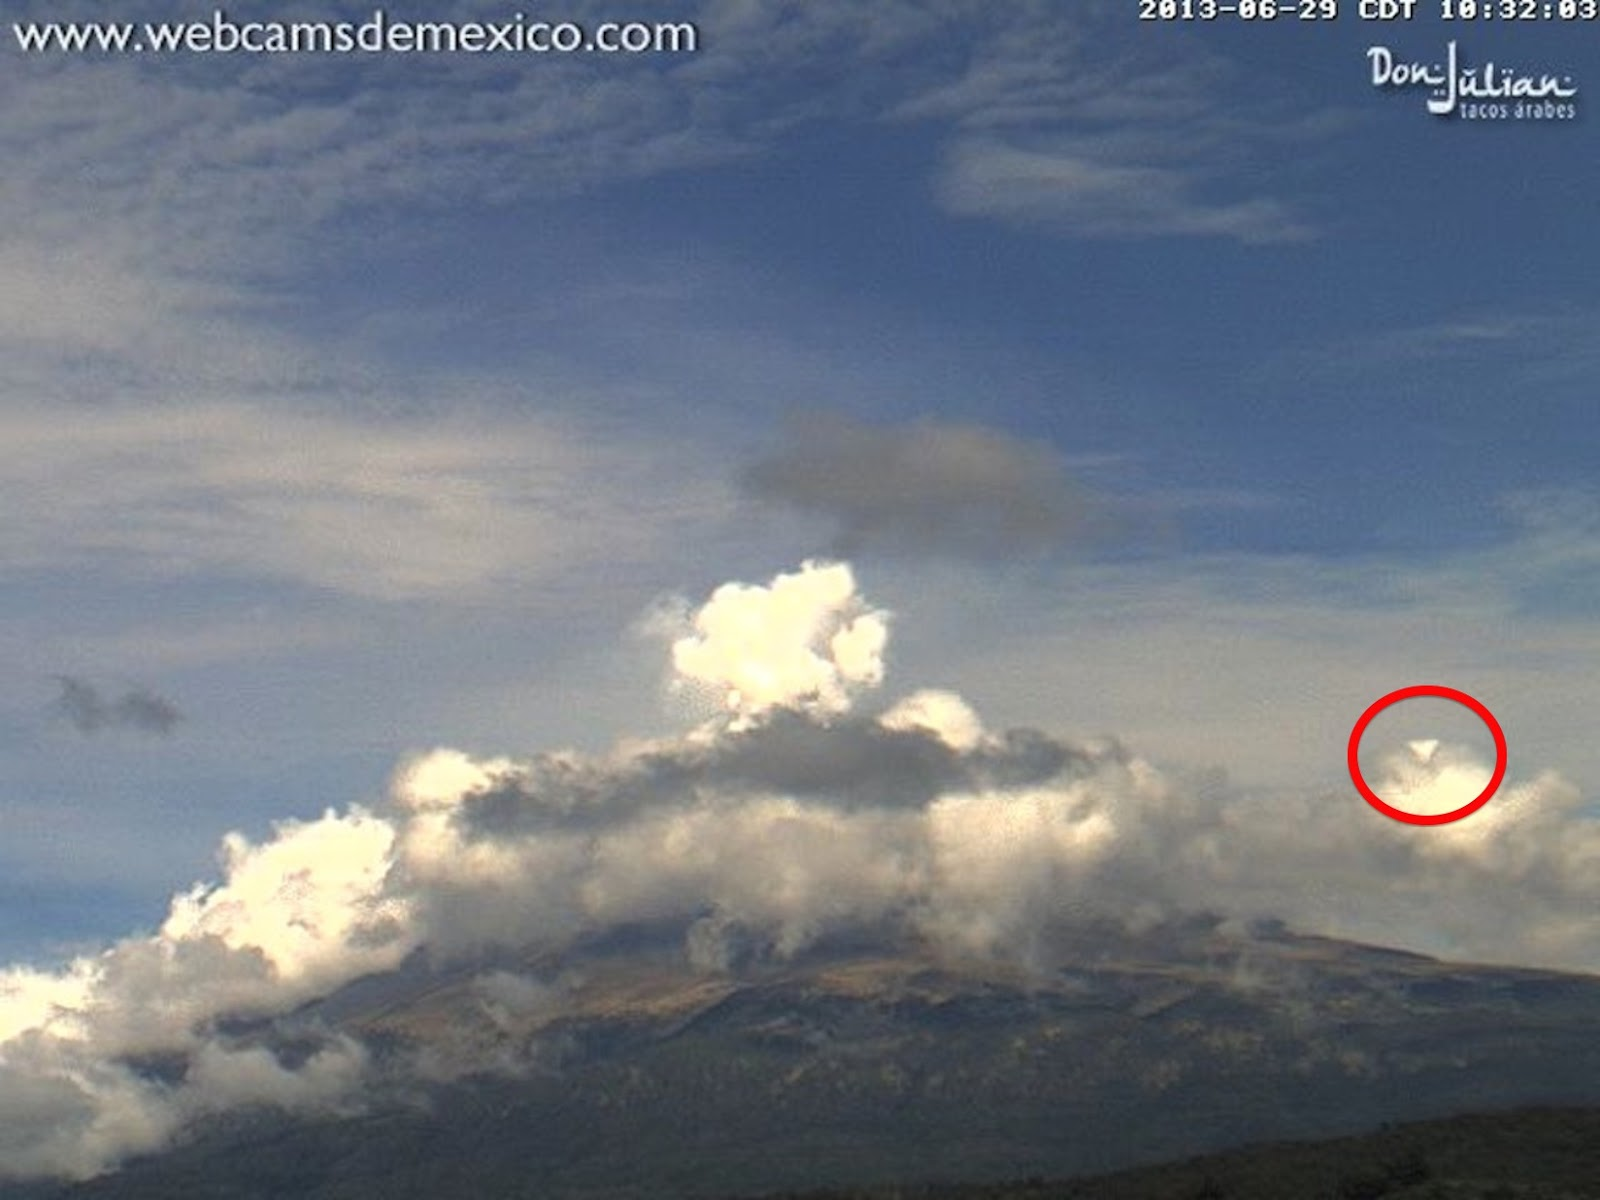 www.webcamsdemexico.com
2013-06-29 CDT 10:32:03
Don Julian
tacos árabes